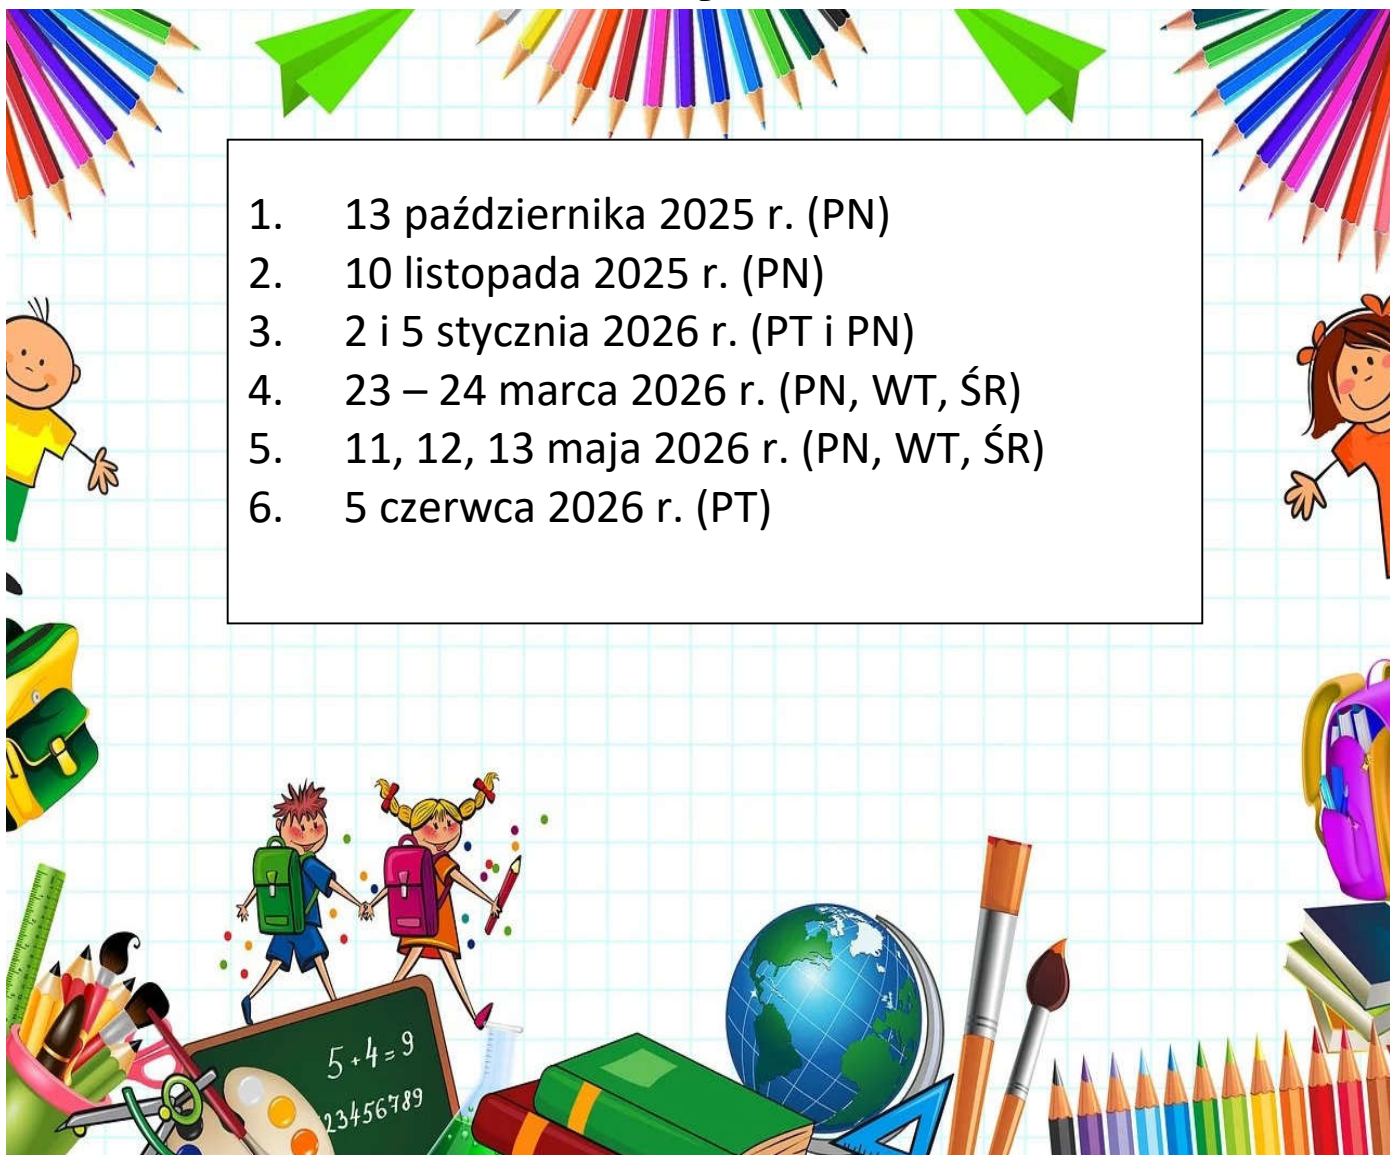 1. 13 października 2025 r. (PN)
2. 10 listopada 2025 r. (PN)
3. 2 i 5 stycznia 2026 r. (PT i PN)
4. 23 – 24 marca 2026 r. (PN, WT, ŚR)
5. 11, 12, 13 maja 2026 r. (PN, WT, ŚR)
6. 5 czerwca 2026 r. (PT)
5+4=9
23456789